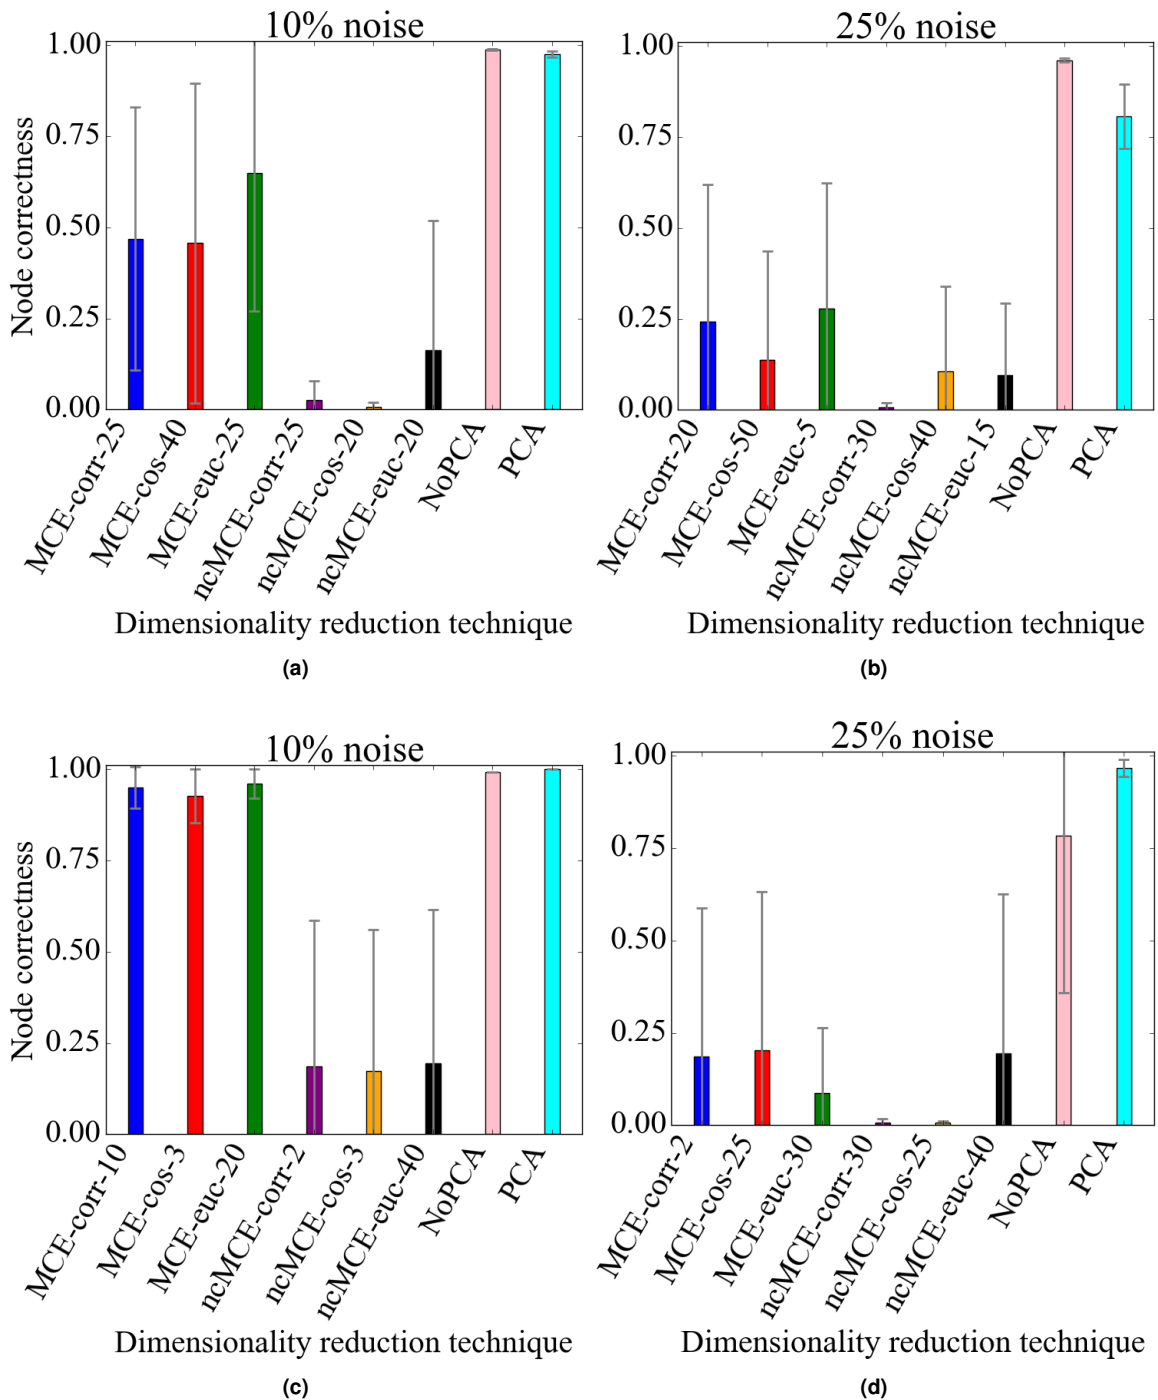 10% noise
Node correctness
1.00
0.75
0.50
0.25
0.00
MCE-corr-25
MCE-cos-40
MCE-euc-25
ncMCE-corr-25
ncMCE-cos-20
ncMCE-euc-20
NoPCA
PCA
Dimensionality reduction technique
(a)
25% noise
1.00
0.75
0.50
0.25
0.00
MCE-corr-20
MCE-cos-50
MCE-euc-5
ncMCE-corr-30
ncMCE-cos-40
ncMCE-euc-15
NoPCA
PCA
Dimensionality reduction technique
(b)
10% noise
Node correctness
1.00
0.75
0.50
0.25
0.00
MCE-corr-10
MCE-cos-3
MCE-euc-20
ncMCE-corr-2
ncMCE-cos-3
ncMCE-euc-40
NoPCA
PCA
Dimensionality reduction technique
(c)
25% noise
1.00
0.75
0.50
0.25
0.00
MCE-corr-2
MCE-cos-25
MCE-euc-30
ncMCE-corr-30
ncMCE-cos-25
ncMCE-euc-40
NoPCA
PCA
Dimensionality reduction technique
(d)